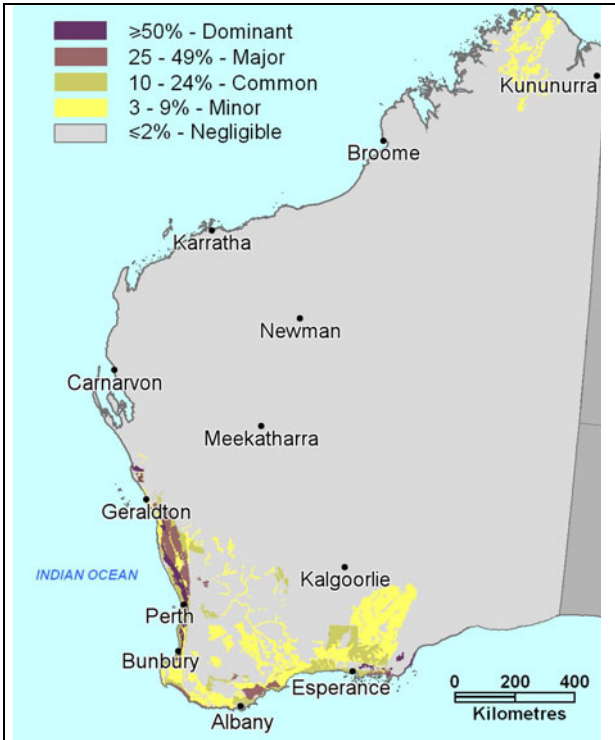 ⩾50% - Dominant
25 - 49% - Major
10 - 24% - Common
3 - 9% - Minor
⩽2% - Negligible
Kununurra
Broome
Karratha
Newman
Carnarvon
Meekatharra
Geraldton
INDIAN OCEAN
Kalgoorlie
Perth
Bunbury
Esperance
Albany
0 200 400
Kilometres